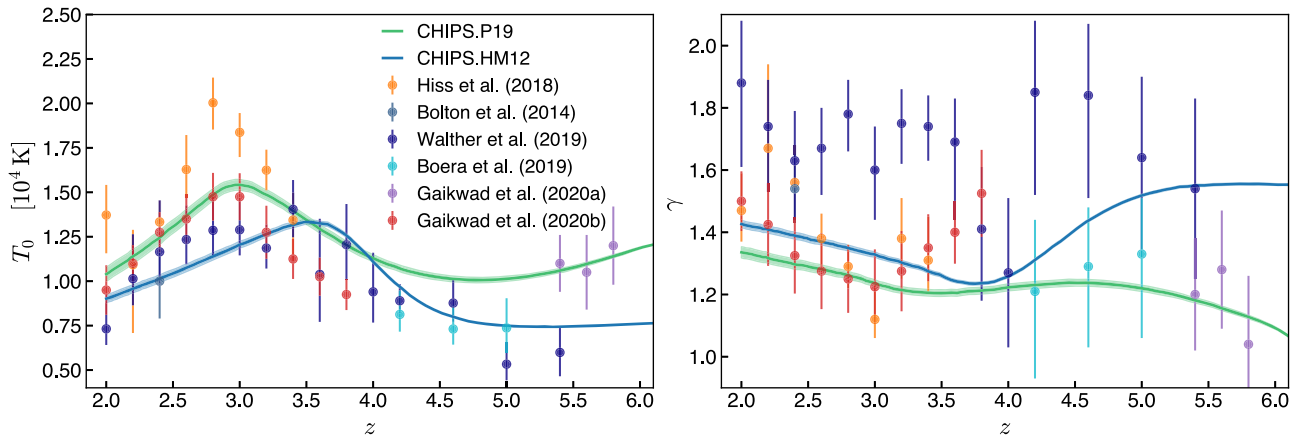 2.50
2.25
2.00
1.75
1.50
1.25
1.00
0.75
0.50
T₀ [10⁴ K]
2.0 2.5 3.0 3.5 4.0 4.5 5.0 5.5 6.0
z
CHIPS.P19
CHIPS.HM12
Hiss et al. (2018)
Bolton et al. (2014)
Walther et al. (2019)
Boera et al. (2019)
Gaikwad et al. (2020a)
Gaikwad et al. (2020b)
2.0
1.8
1.6
1.4
1.2
1.0
γ
2.0 2.5 3.0 3.5 4.0 4.5 5.0 5.5 6.0
z